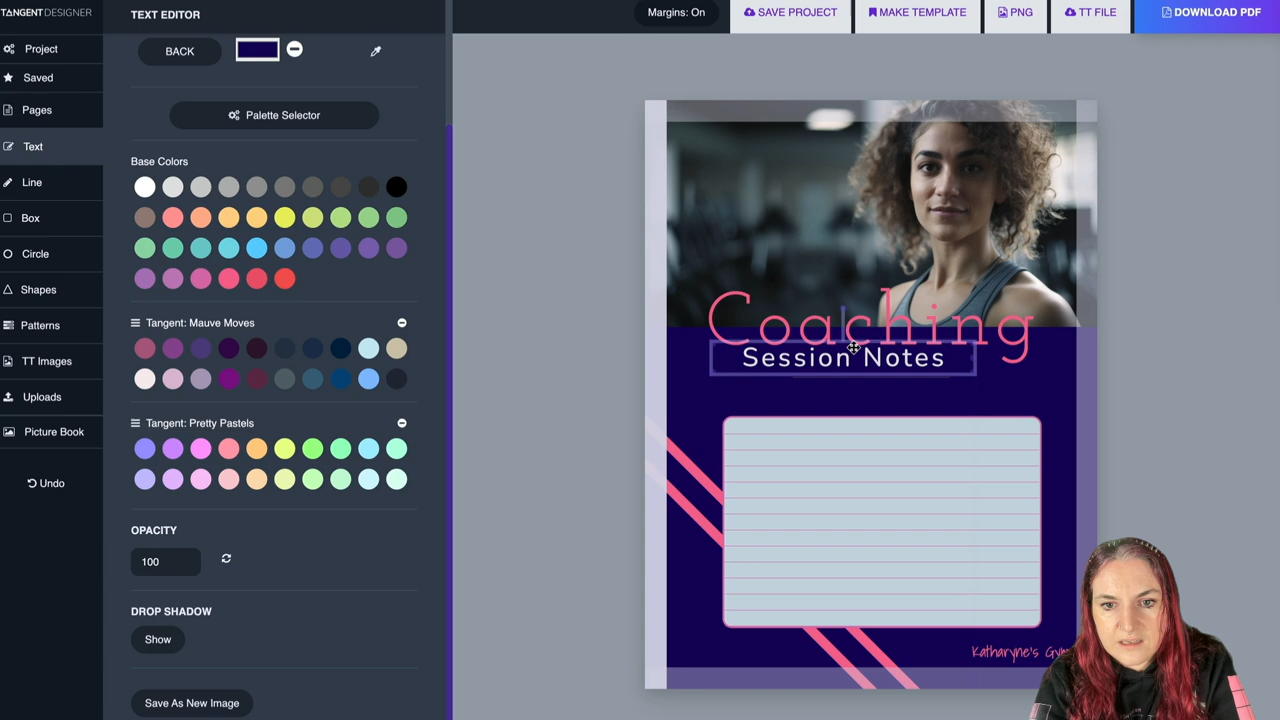 TANGENT DESIGNER
TEXT EDITOR
Margins: On
SAVE PROJECT
MAKE TEMPLATE
PNG
TT FILE
DOWNLOAD PDF
Project
Saved
Pages
Text
Line
Box
Circle
Shapes
Patterns
TT Images
Uploads
Picture Book
Undo
BACK
Palette Selector
Base Colors
Tangent: Mauve Moves
Tangent: Pretty Pastels
OPACITY
100
DROP SHADOW
Show
Save As New Image
Coaching
Session Notes
Katharyne's